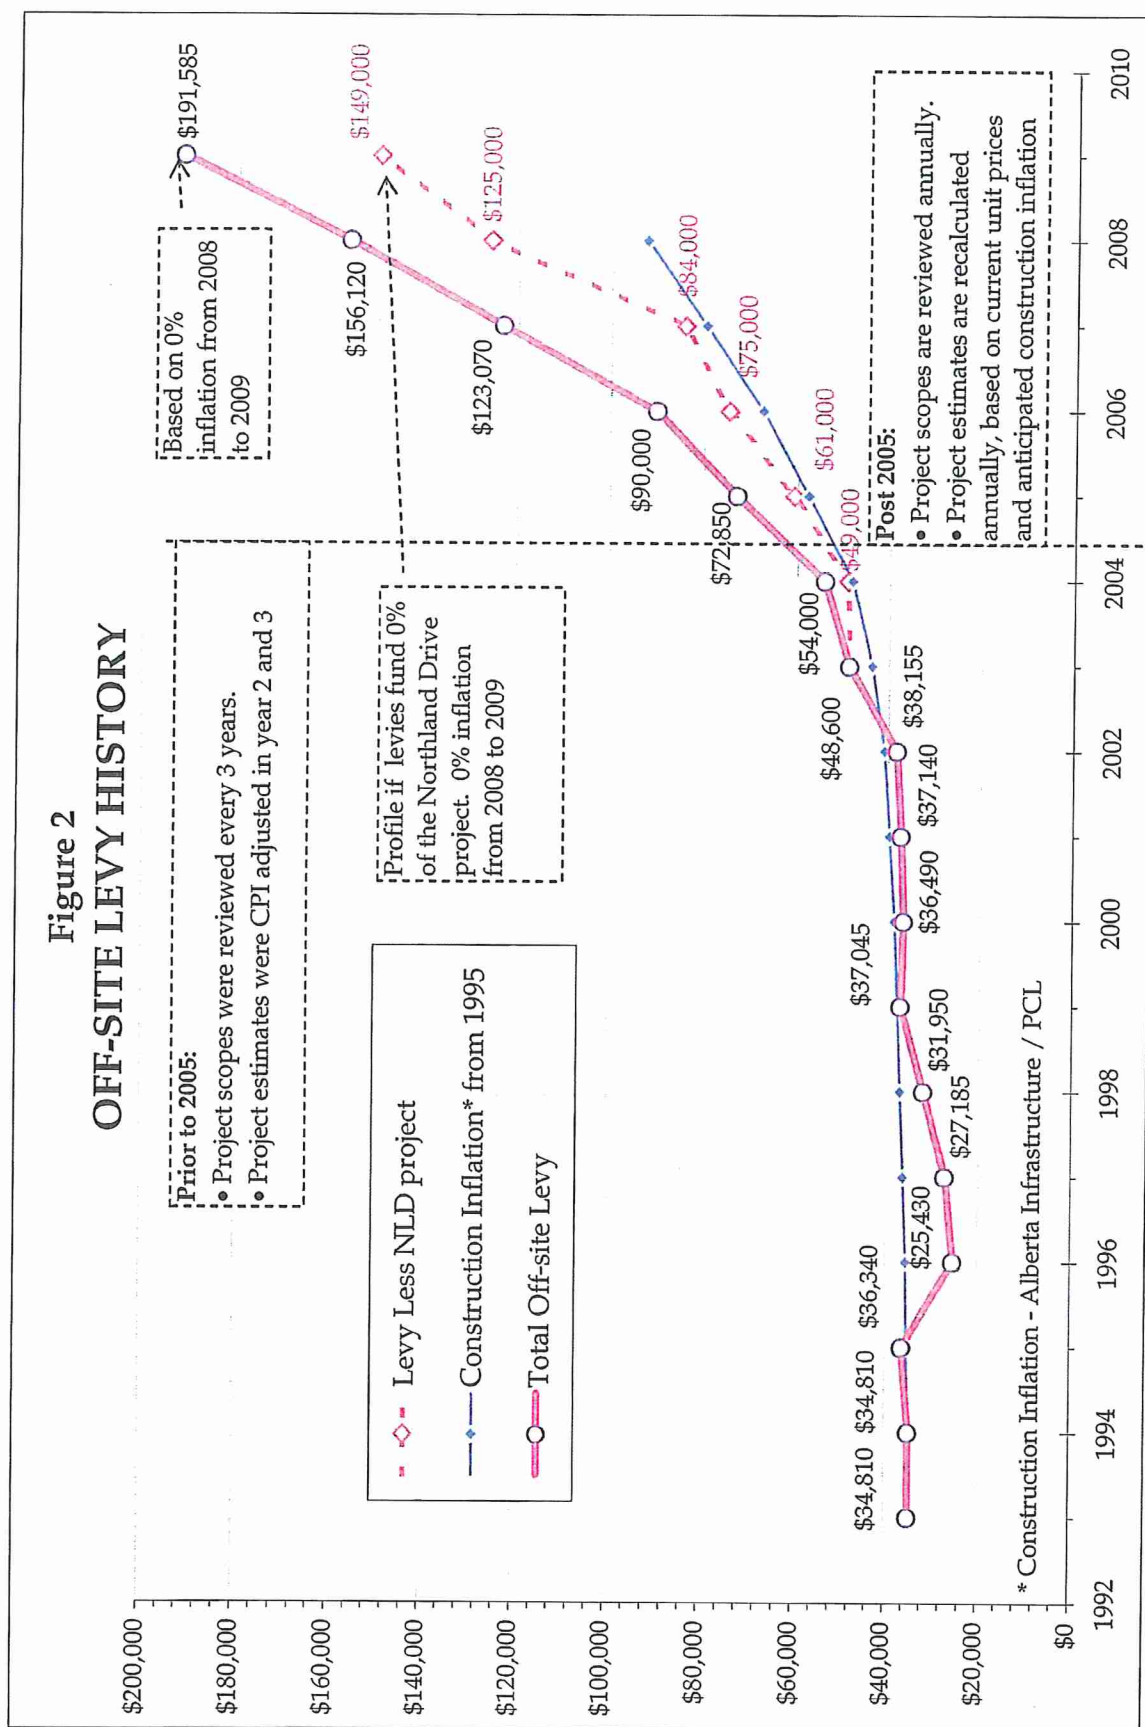 Figure 2
OFF-SITE LEVY HISTORY
$200,000
$180,000
$160,000
$140,000
$120,000
$100,000
$80,000
$60,000
$40,000
$20,000
$0
Prior to 2005:
• Project scopes were reviewed every 3 years.
• Project estimates were CPI adjusted in year 2 and 3
Based on 0%
inflation from 2008
to 2009
Profile if levies fund 0%
of the Northland Drive
project. 0% inflation
from 2008 to 2009
Levy Less NLD project
Construction Inflation* from 1995
Total Off-site Levy
$34,810
$34,810
$36,340
$25,430
$27,185
$31,950
$37,045
$36,490
$37,140
$38,155
$48,600
$54,000
$72,850
$90,000
$123,070
$156,120
$191,585
$49,000
$61,000
$75,000
$84,000
$125,000
$149,000
Post 2005:
• Project scopes are reviewed annually.
• Project estimates are recalculated
annually, based on current unit prices
and anticipated construction inflation
* Construction Inflation - Alberta Infrastructure / PCL
1992
1994
1996
1998
2000
2002
2004
2006
2008
2010